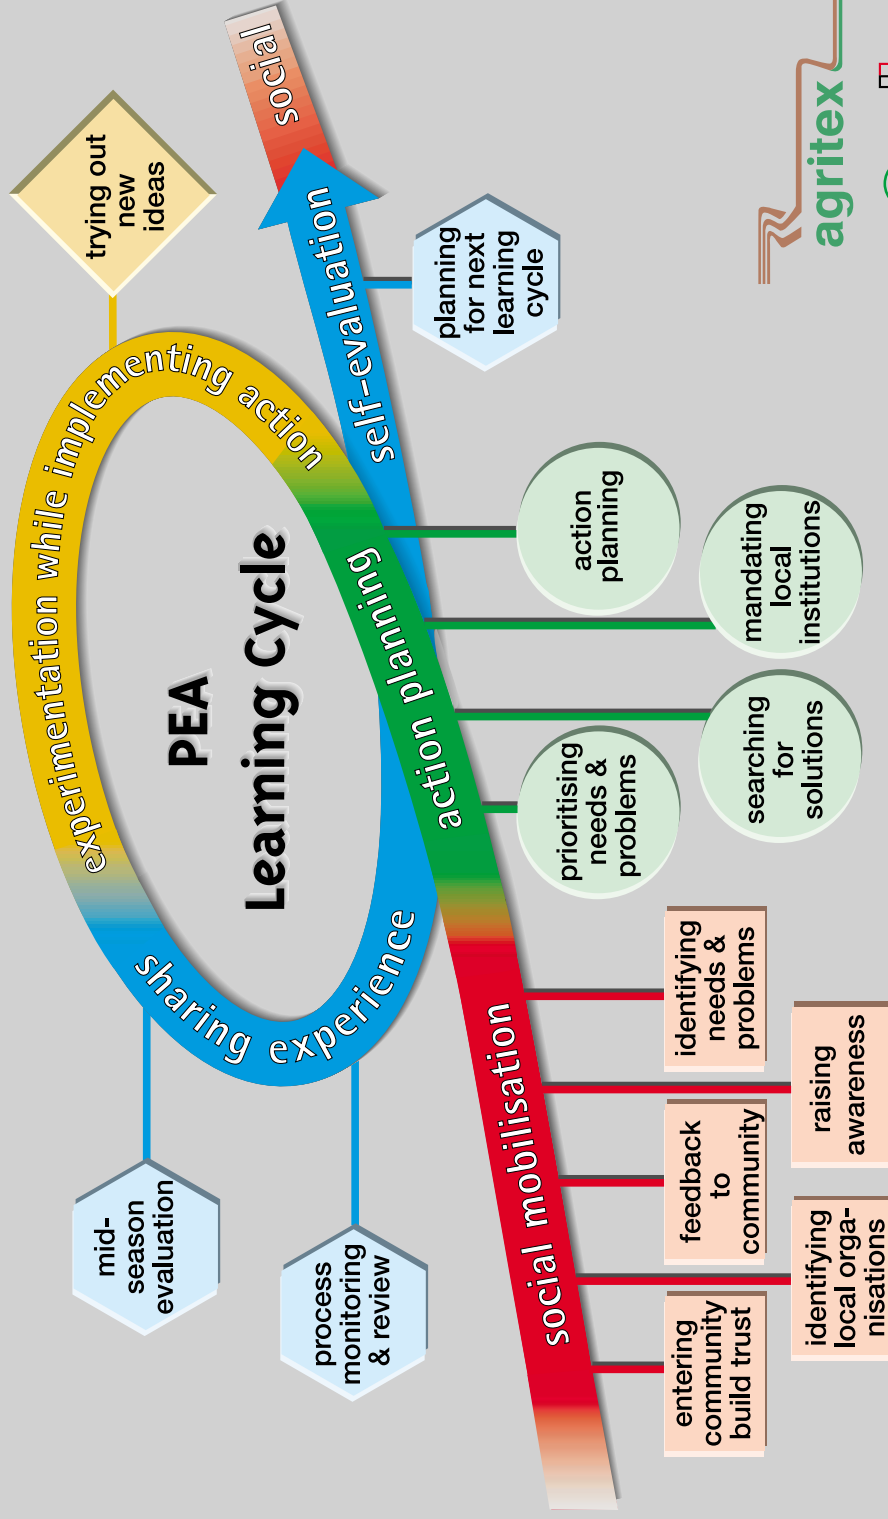 PEA
Learning Cycle
social mobilisation
action planning
experimentation while implementing action
sharing experience
self-evaluation
social
mid-
season
evaluation
process
monitoring
& review
trying out
new
ideas
planning
for next
learning
cycle
entering
community
build trust
identifying
local orga-
nisations
feedback
to
community
raising
awareness
identifying
needs &
problems
prioritising
needs &
problems
searching
for
solutions
mandating
local
institutions
action
planning
agritex